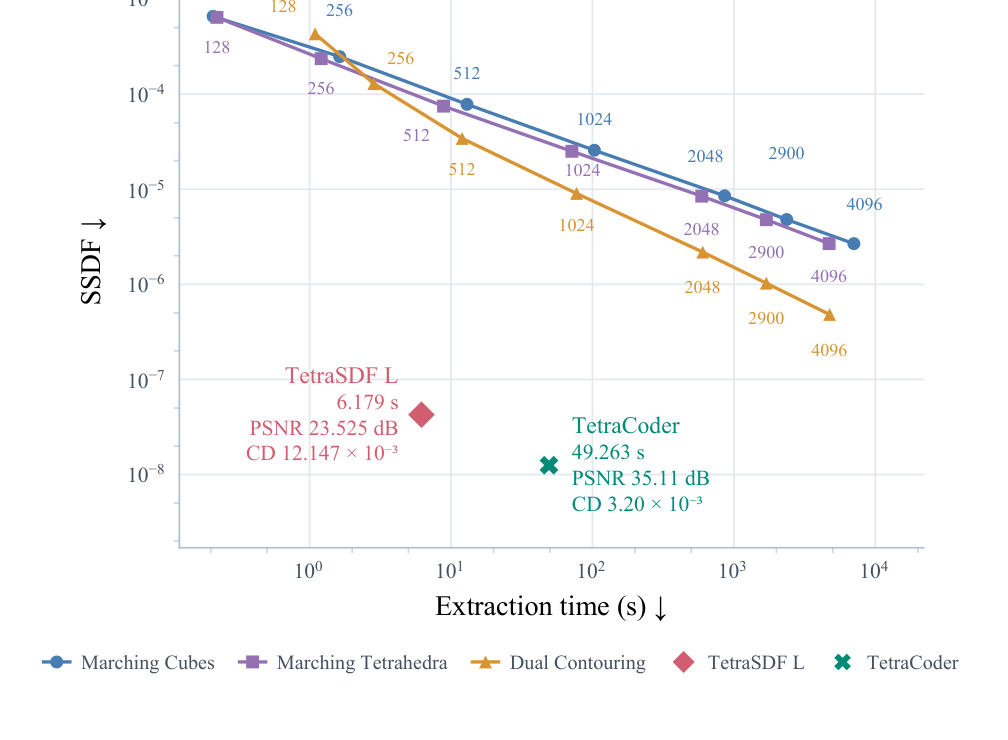 128
256
128
256
256
512
10⁻⁴
512
512
1024
1024
1024
2048
2900
10⁻⁵
2048
4096
2900
SSDF ↓
10⁻⁶
2048
2900
4096
4096
10⁻⁷
TetraSDF L
6.179 s
PSNR 23.525 dB
CD 12.147 × 10⁻³
TetraCoder
49.263 s
PSNR 35.11 dB
CD 3.20 × 10⁻³
10⁻⁸
10⁰ 10¹ 10² 10³ 10⁴
Extraction time (s) ↓
Marching Cubes Marching Tetrahedra Dual Contouring TetraSDF L TetraCoder